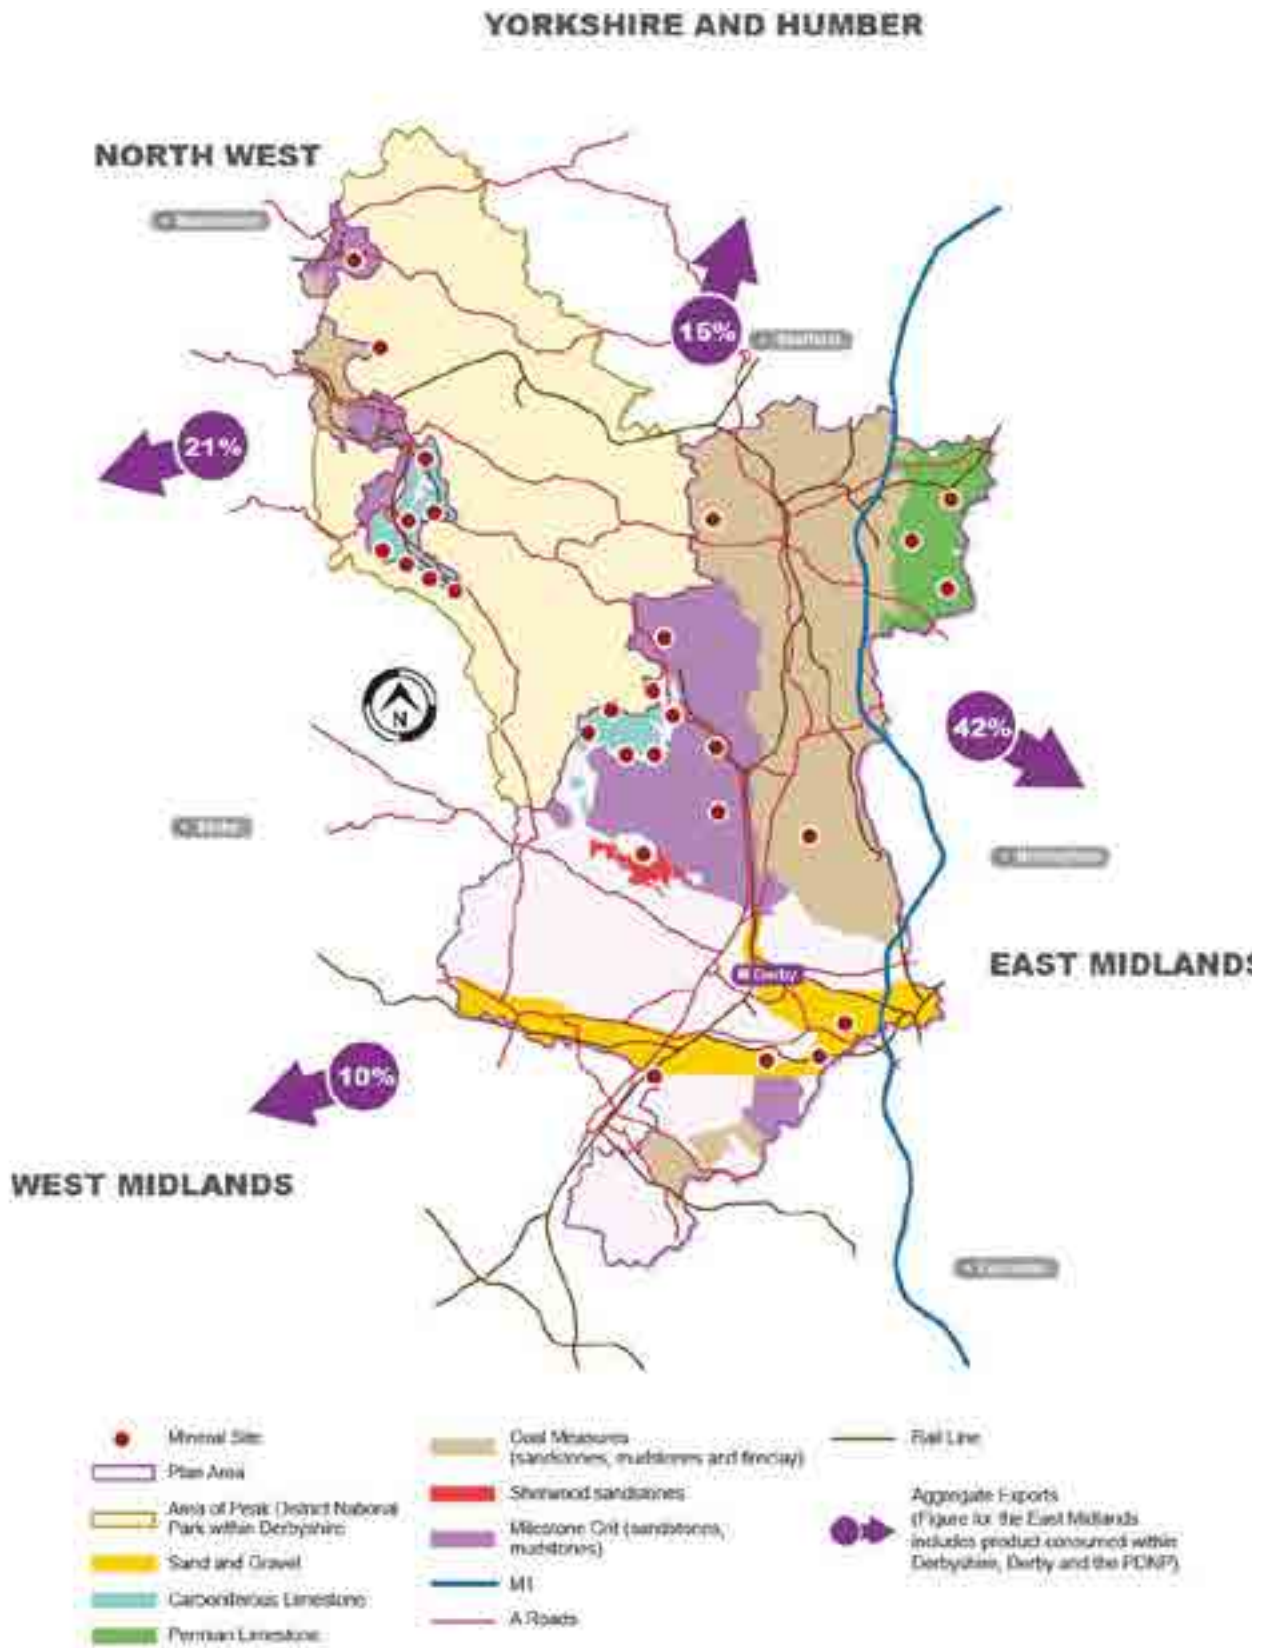 YORKSHIRE AND HUMBER
NORTH WEST
15%
21%
42%
Derby
EAST MIDLANDS
10%
WEST MIDLANDS
N
Mineral Site
Plan Area
Area of Peak District National
Park within Derbyshire
Sand and Gravel
Carboniferous Limestone
Permian Limestone
Coal Measures
(sandstones, mudstones and fireclay)
Sherwood sandstones
Millstone Grit (sandstones,
mudstones)
M1
A Roads
Rail Line
Aggregate Exports
(Figure for the East Midlands
includes product consumed within
Derbyshire, Derby and the PDNP)